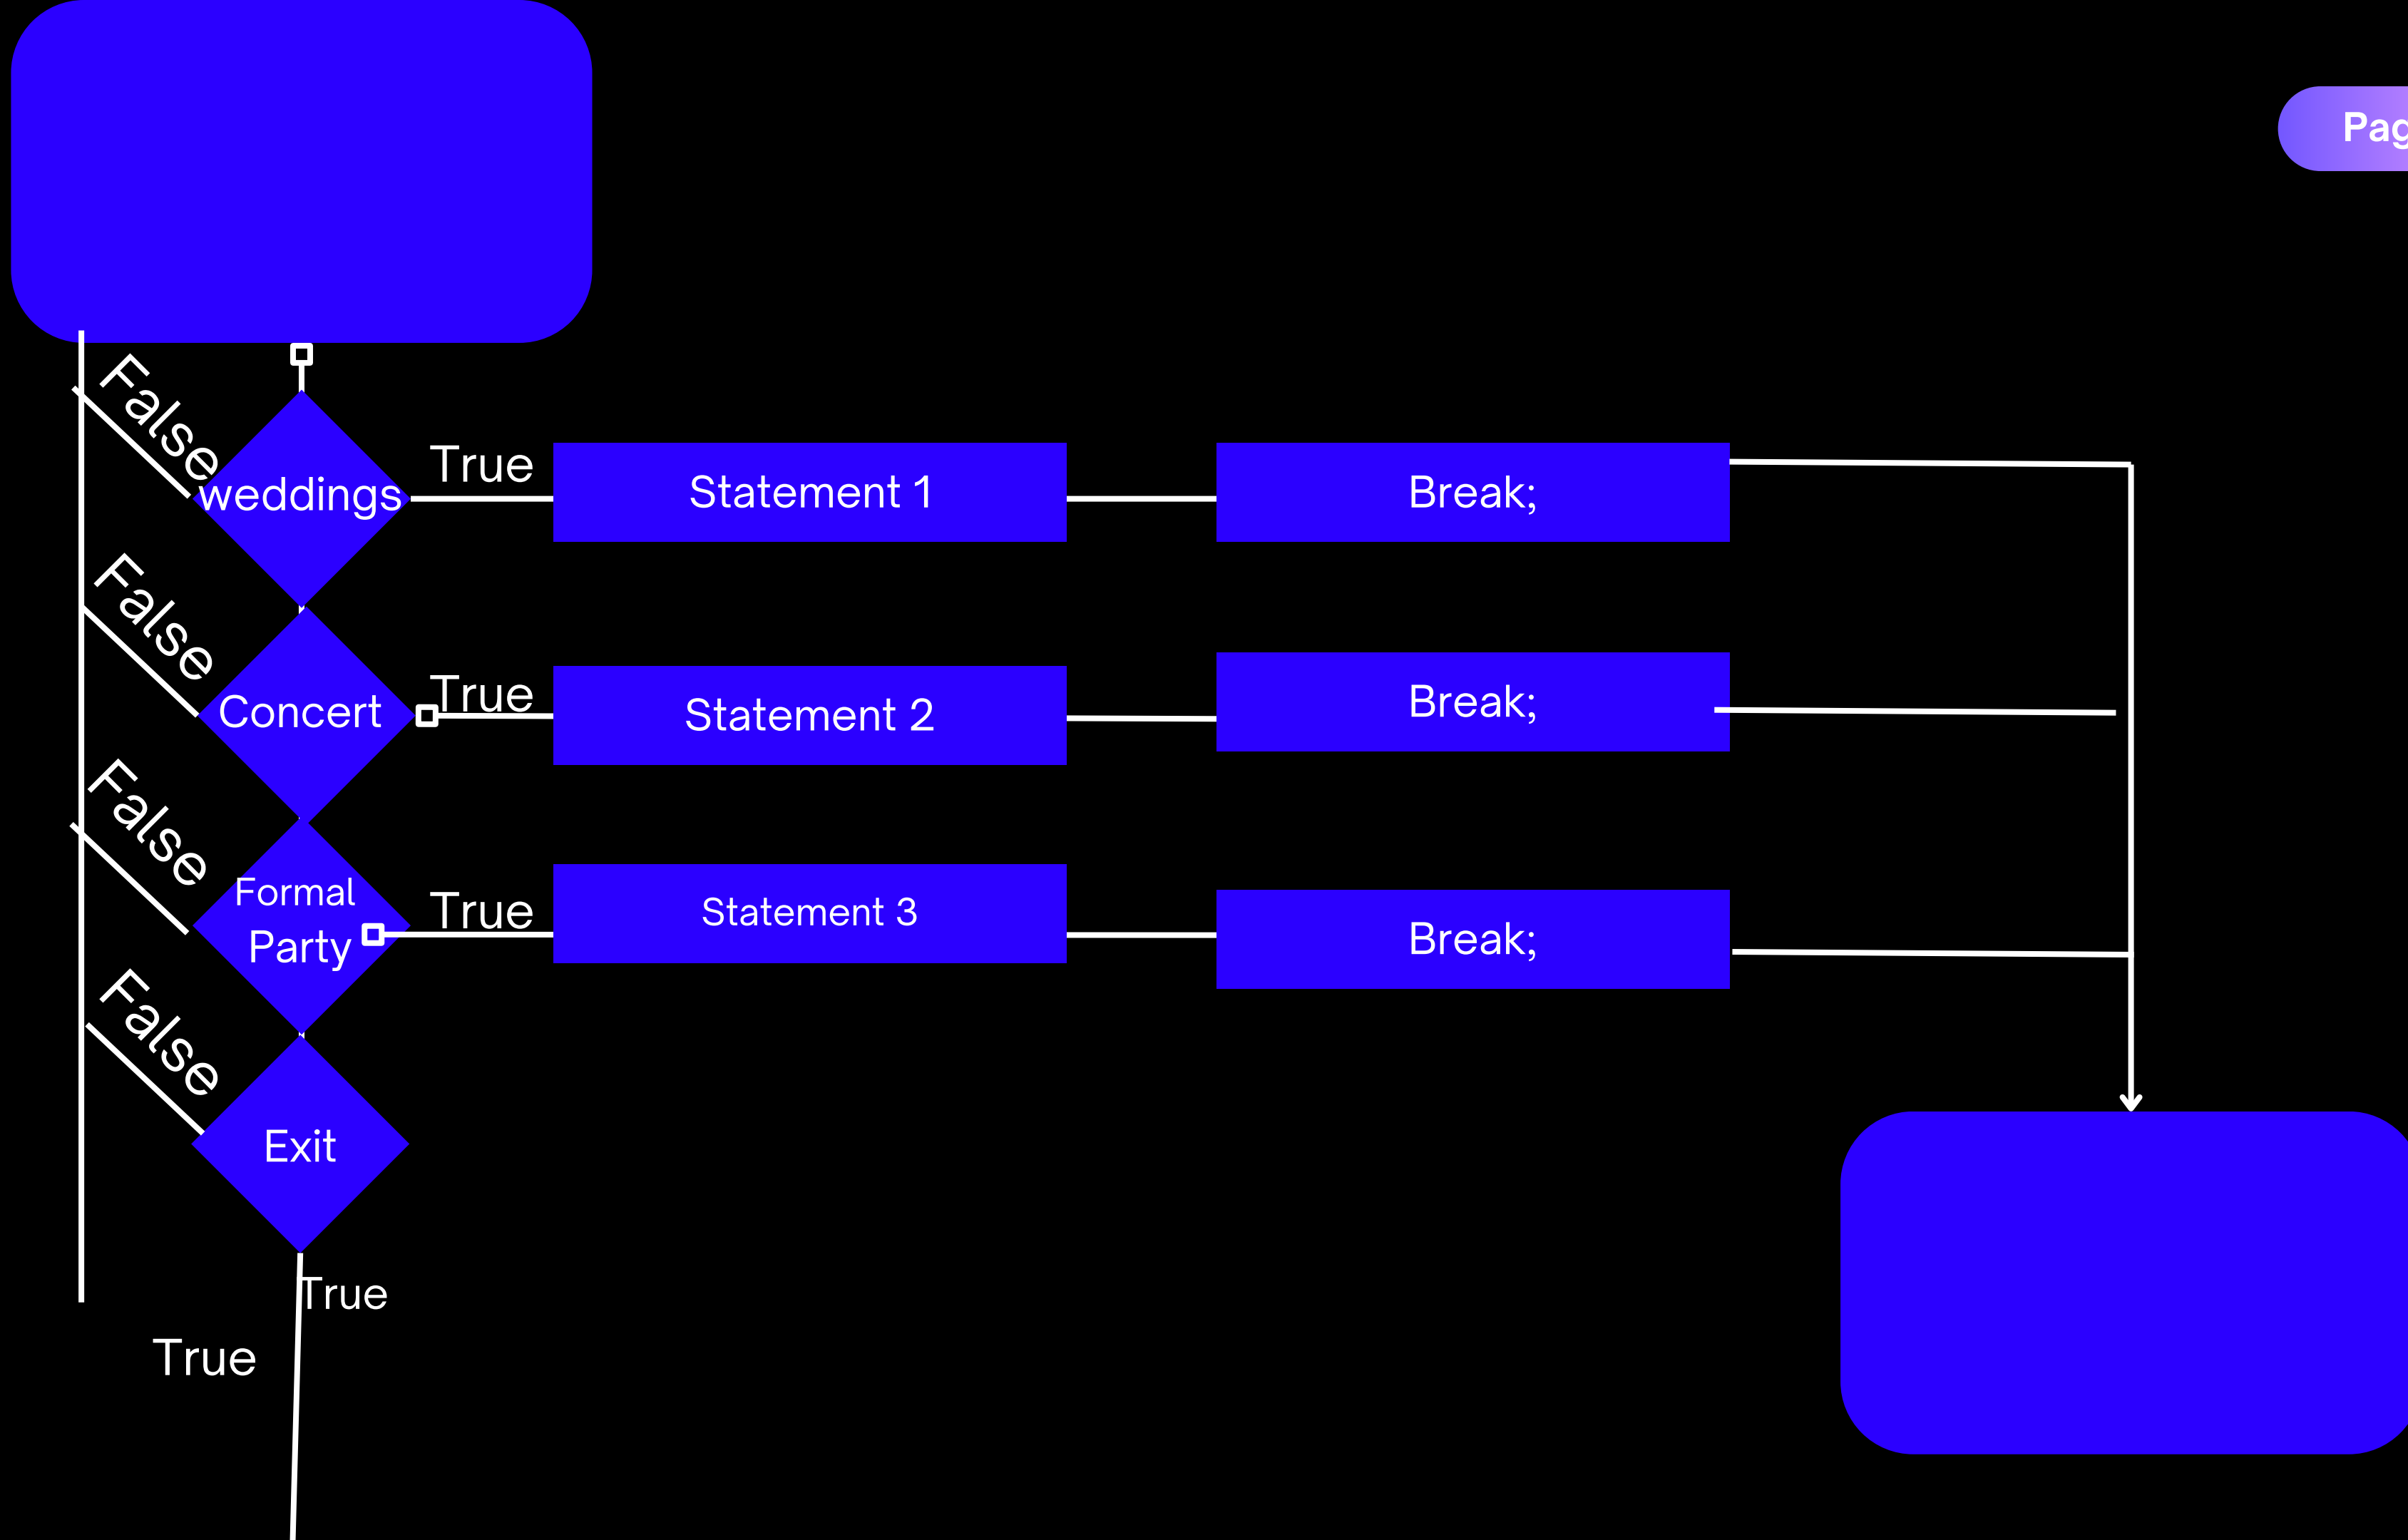 Pag
False
True
weddings
Statement 1
Break;
False
True
Concert
Statement 2
Break;
False
True
Formal
Party
Statement 3
Break;
False
Exit
True
True